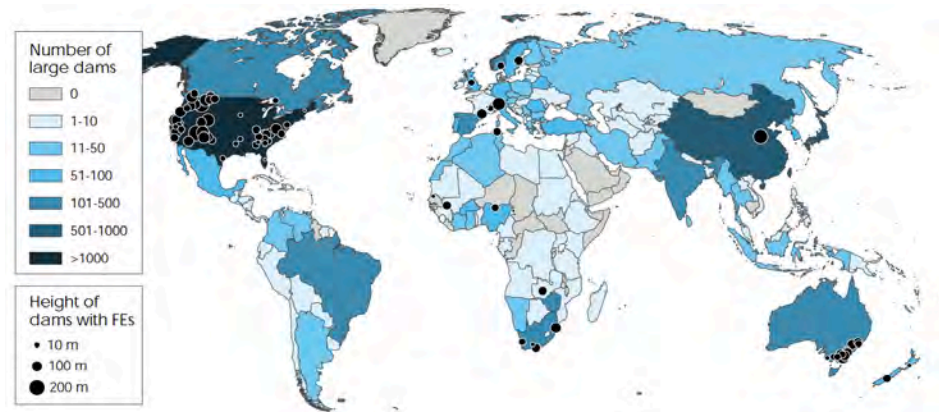 Number of
large dams
0
1-10
11-50
51-100
101-500
501-1000
>1000
Height of
dams with FEs
10 m
100 m
200 m